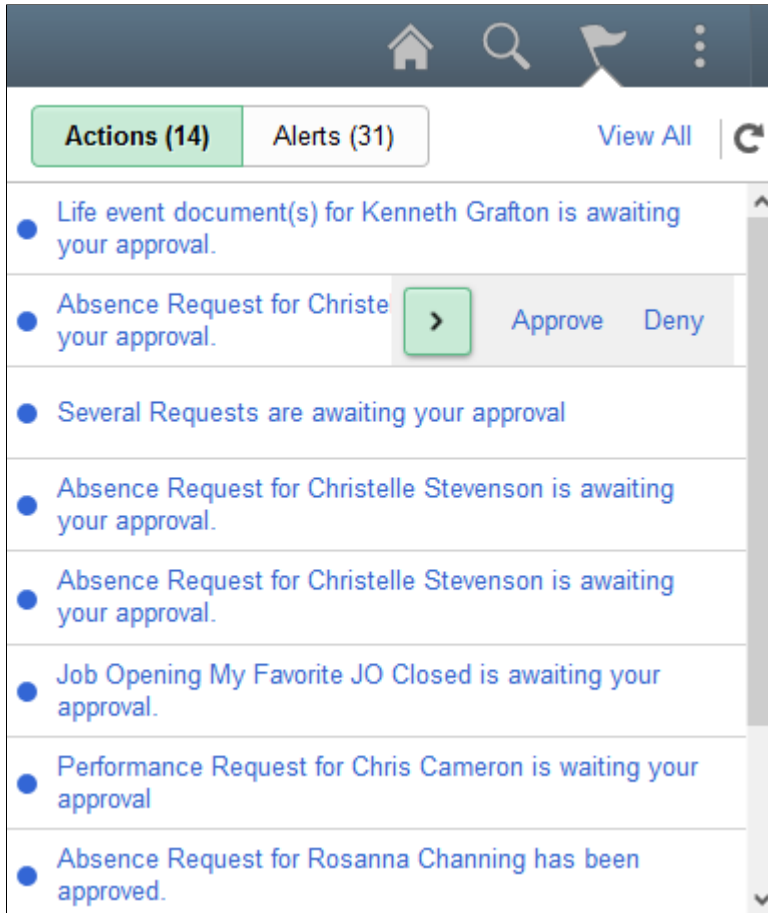 Actions (14) Alerts (31) View All
Life event document(s) for Kenneth Grafton is awaiting
your approval.
Absence Request for Christe
your approval.
> Approve Deny
Several Requests are awaiting your approval
Absence Request for Christelle Stevenson is awaiting
your approval.
Absence Request for Christelle Stevenson is awaiting
your approval.
Job Opening My Favorite JO Closed is awaiting your
approval.
Performance Request for Chris Cameron is waiting your
approval
Absence Request for Rosanna Channing has been
approved.